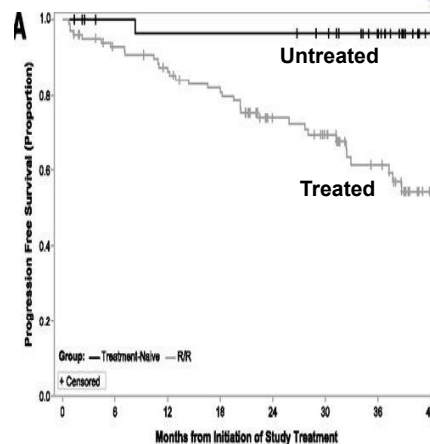 A
Untreated
Treated
Progression Free Survival (Proportion)
1.0
0.8
0.6
0.4
0.2
0.0
Group: Treatment-Naive R/R
+ Censored
0 6 12 18 24 30 36
Months from Initiation of Study Treatment